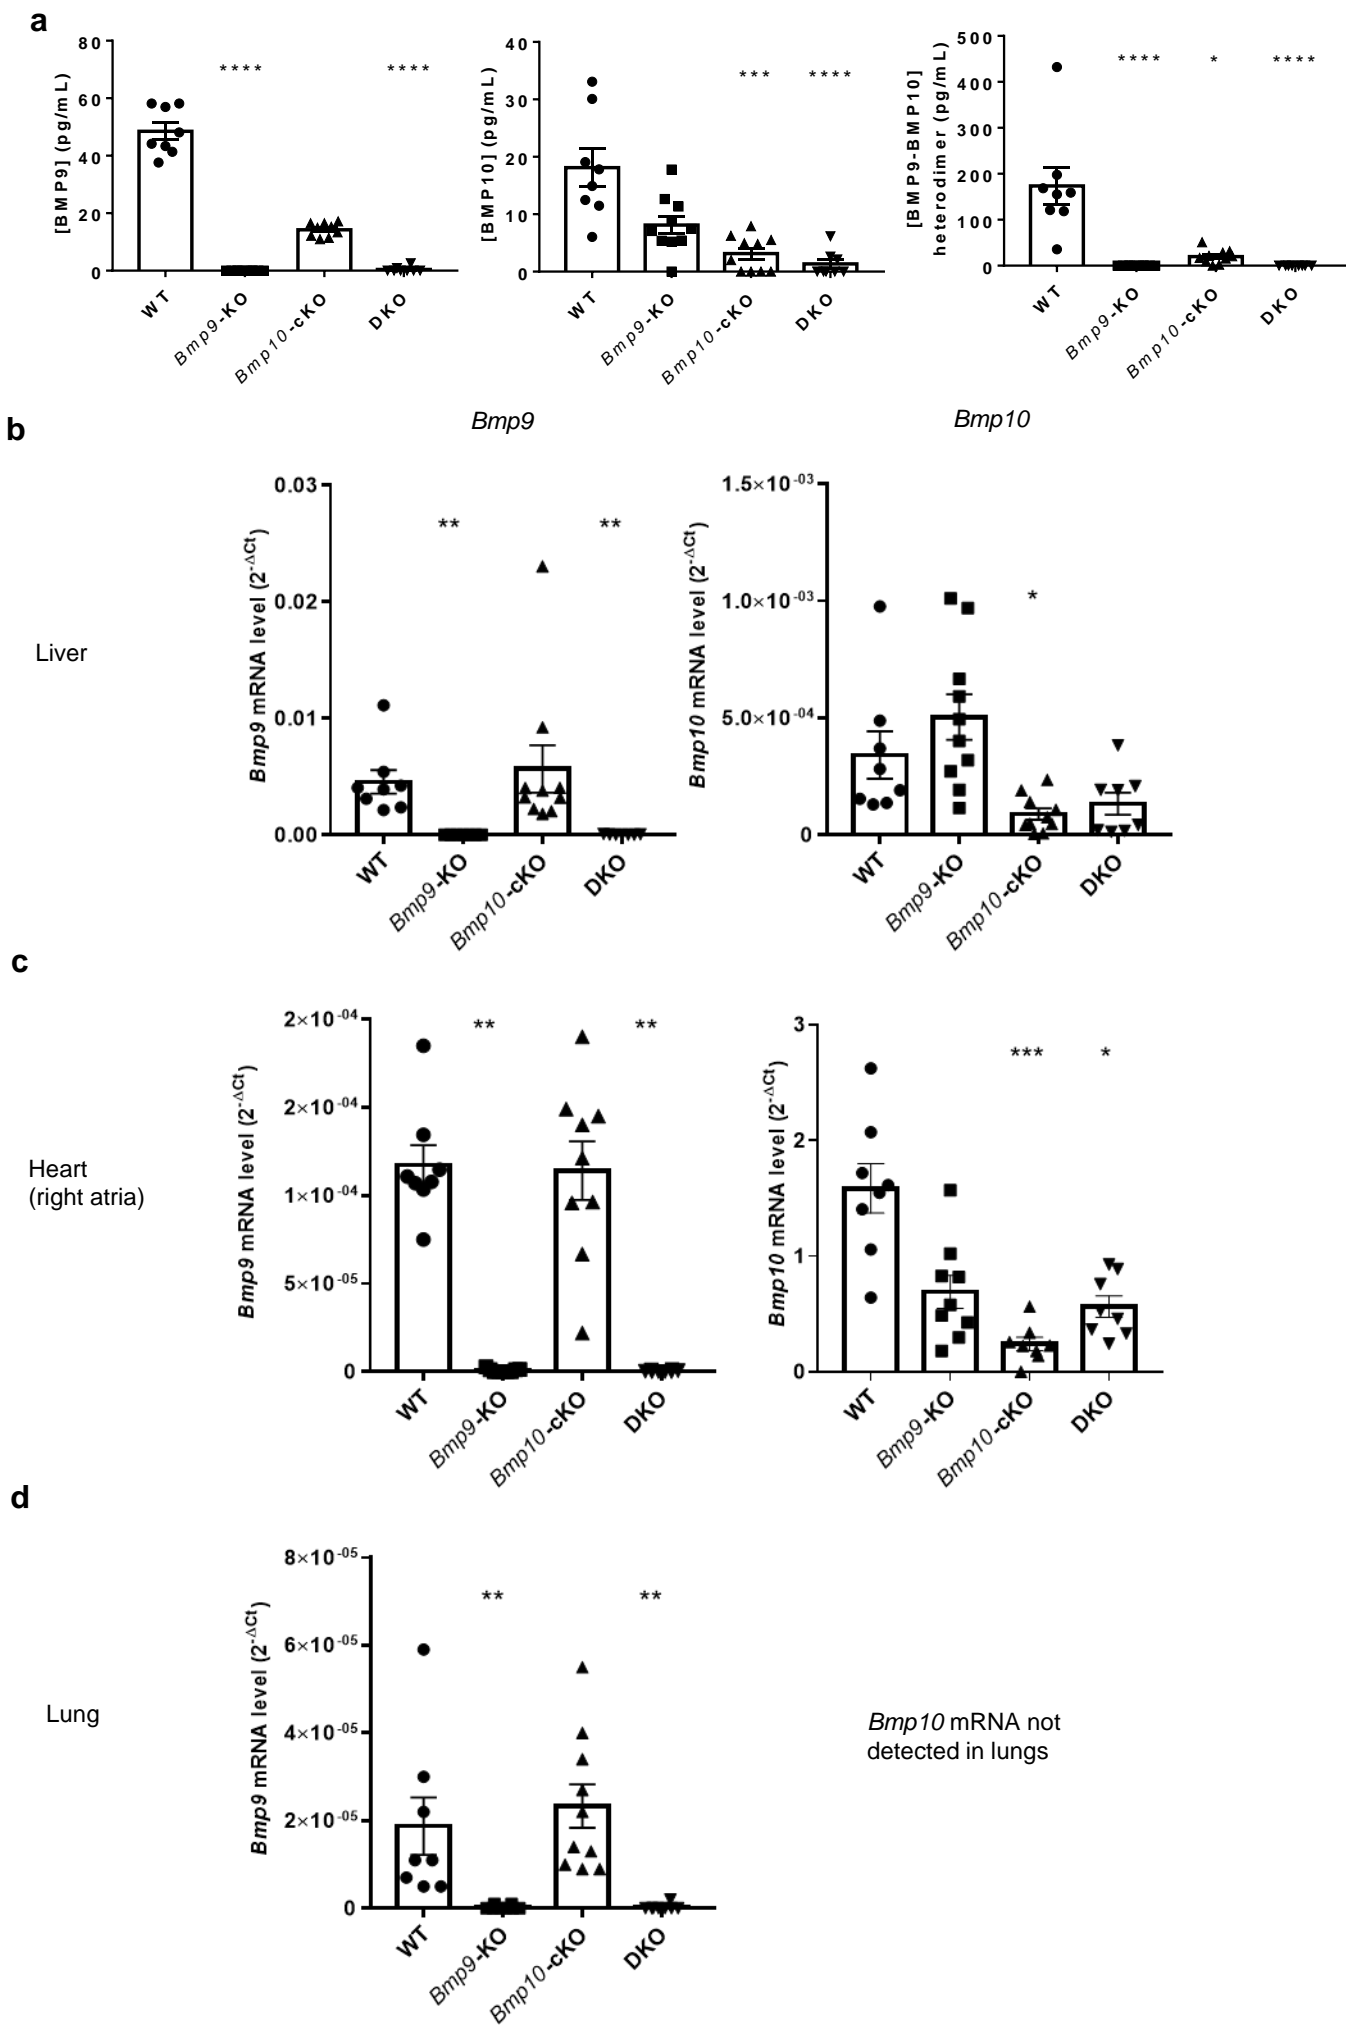 a
[BMP9] (pg/mL)
80
60
40
20
0
****
****
WT
Bmp9-KO
Bmp10-cKO
DKO
[BMP10] (pg/mL)
40
30
20
10
0
***
****
WT
Bmp9-KO
Bmp10-cKO
DKO
[BMP9-BMP10]
heterodimer (pg/mL)
500
400
300
200
100
0
****
*
****
WT
Bmp9-KO
Bmp10-cKO
DKO
b
Bmp9
Bmp10
Liver
Bmp9 mRNA level (2-ΔCt)
0.03
0.02
0.01
0.00
**
**
WT
Bmp9-KO
Bmp10-cKO
DKO
Bmp10 mRNA level (2-ΔCt)
1.5×10-03
1.0×10-03
5.0×10-04
0
*
WT
Bmp9-KO
Bmp10-cKO
DKO
c
Heart
(right atria)
Bmp9 mRNA level (2-ΔCt)
2×10-04
2×10-04
1×10-04
5×10-05
0
**
**
WT
Bmp9-KO
Bmp10-cKO
DKO
Bmp10 mRNA level (2-ΔCt)
3
2
1
0
***
*
WT
Bmp9-KO
Bmp10-cKO
DKO
d
Lung
Bmp9 mRNA level (2-ΔCt)
8×10-05
6×10-05
4×10-05
2×10-05
0
**
**
WT
Bmp9-KO
Bmp10-cKO
DKO
Bmp10 mRNA not
detected in lungs